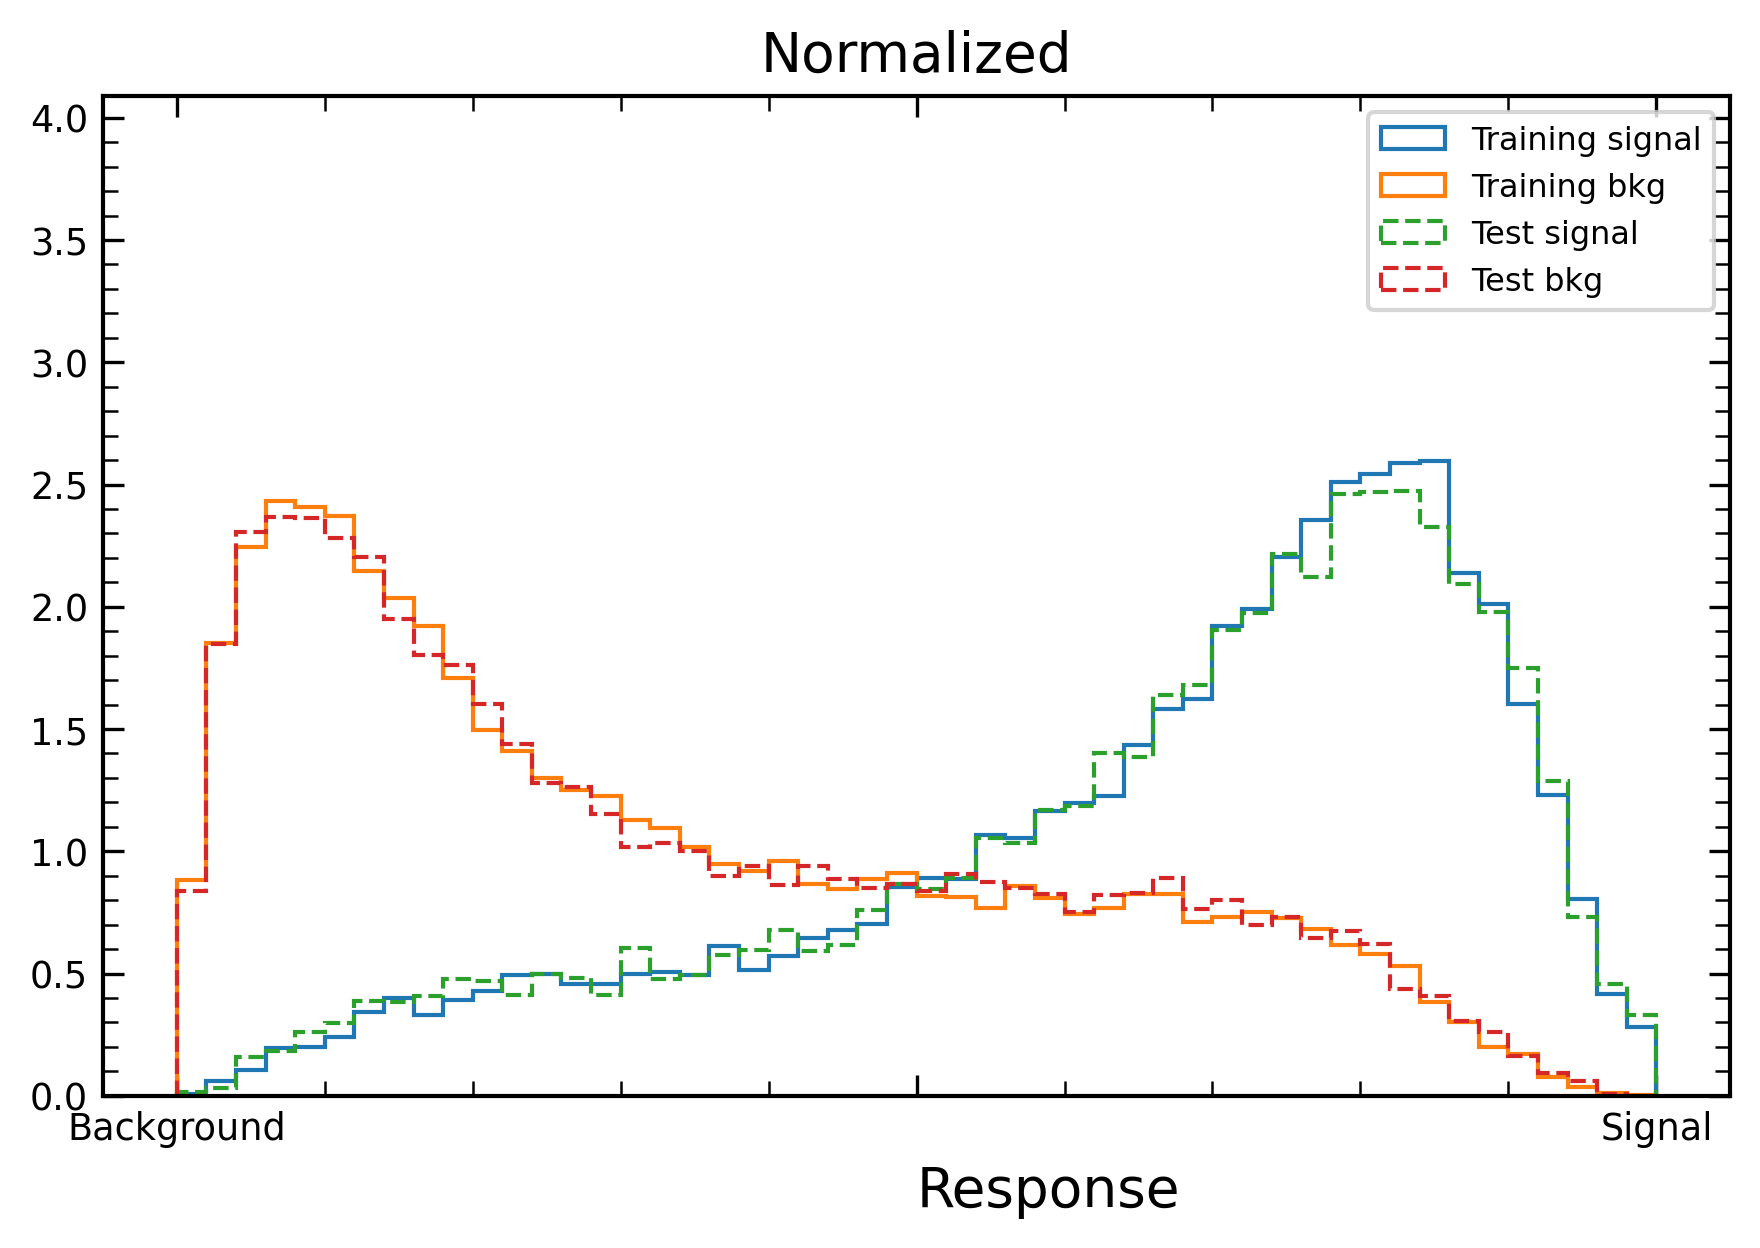 Normalized
4.0
3.5
3.0
2.5
2.0
1.5
1.0
0.5
0.0
Training signal
Training bkg
Test signal
Test bkg
Background
Signal
Response